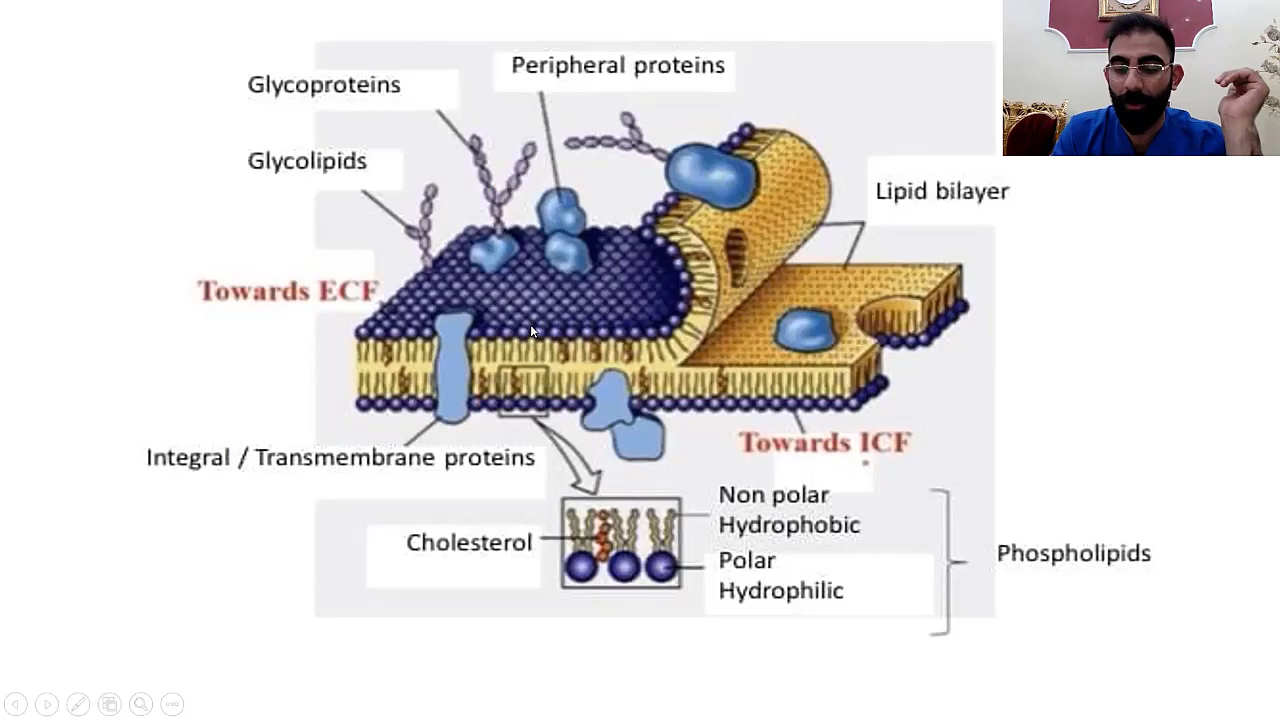 Peripheral proteins
Glycoproteins
Glycolipids
Lipid bilayer
Towards ECF
Towards ICF
Integral / Transmembrane proteins
Non polar
Hydrophobic
Cholesterol
Polar
Hydrophilic
Phospholipids